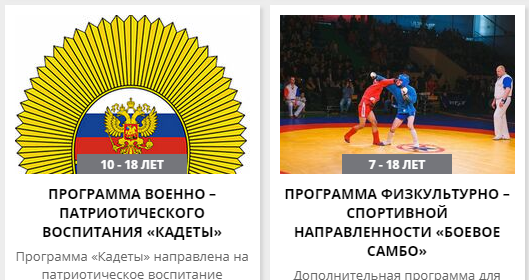 10 - 18 ЛЕТ
ПРОГРАММА ВОЕННО –
ПАТРИОТИЧЕСКОГО
ВОСПИТАНИЯ «КАДЕТЫ»
Программа «Кадеты» направлена на
патриотическое воспитание
7 - 18 ЛЕТ
ПРОГРАММА ФИЗКУЛЬТУРНО –
СПОРТИВНОЙ
НАПРАВЛЕННОСТИ «БОЕВОЕ
САМБО»
Дополнительная программа для